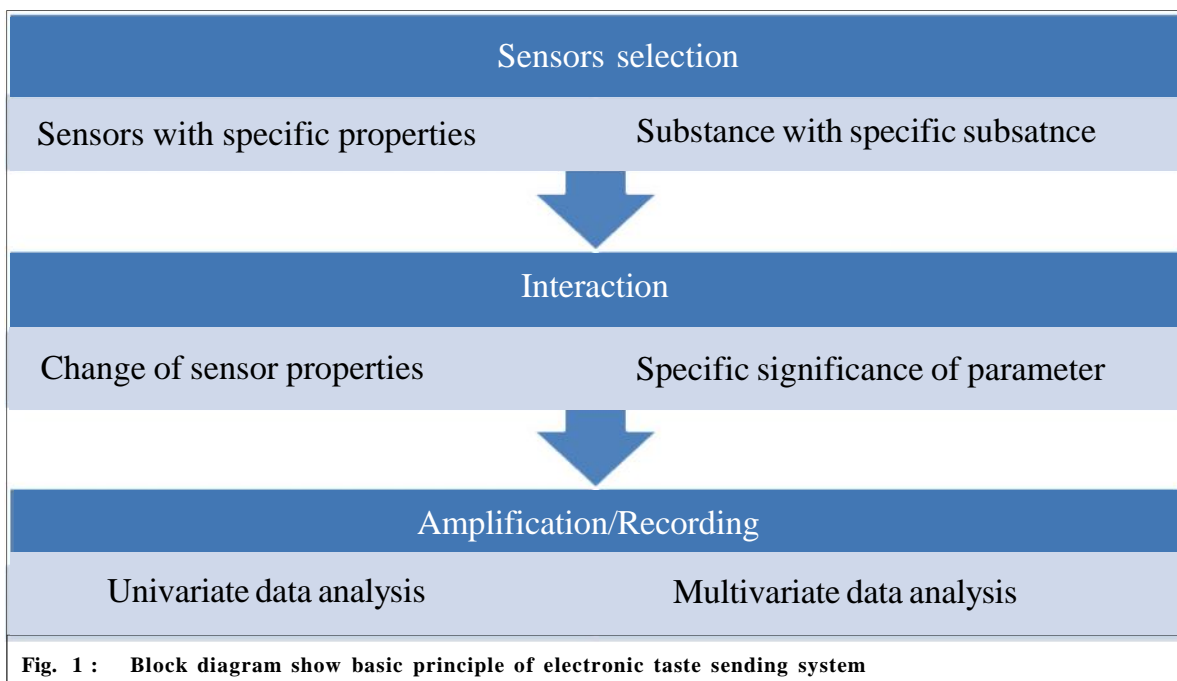 Sensors selection
Sensors with specific properties
Substance with specific subsatnce
Interaction
Change of sensor properties
Specific significance of parameter
Amplification/Recording
Univariate data analysis
Multivariate data analysis
Fig. 1 : Block diagram show basic principle of electronic taste sending system